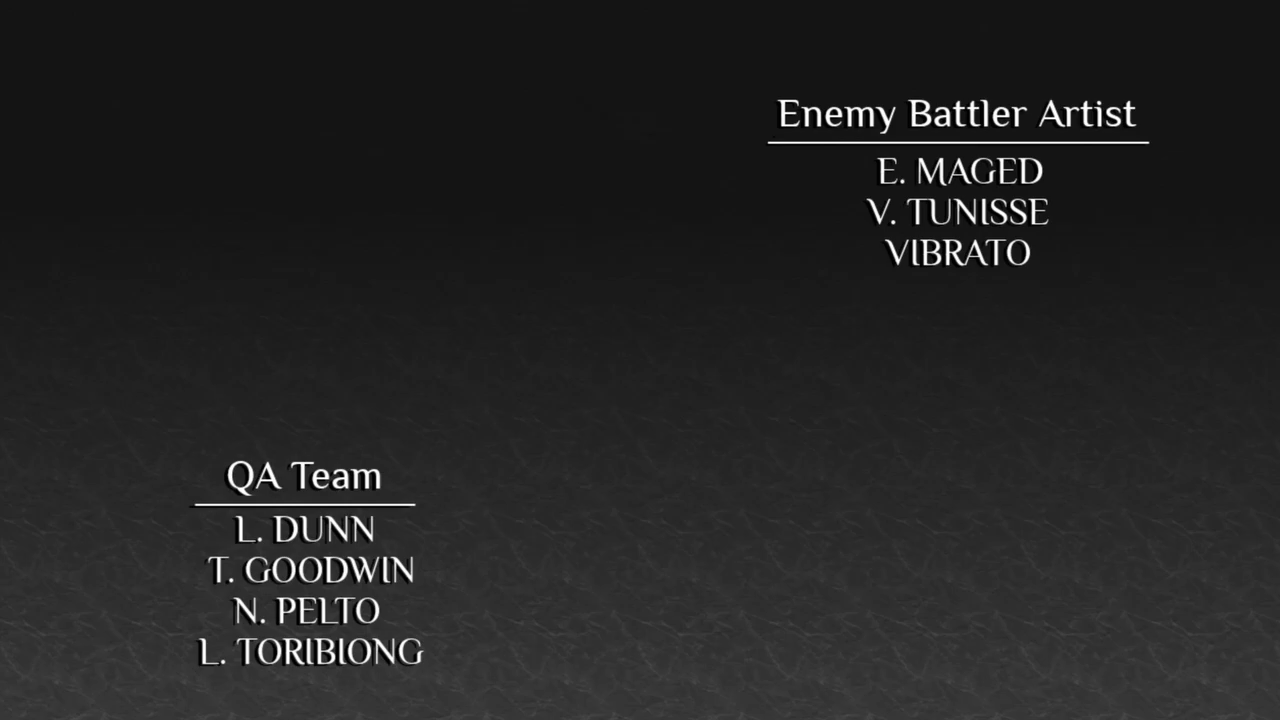 Enemy Battler Artist
E. MAGED
V. TUNISSE
VIBRATO
QA Team
L. DUNN
T. GOODWIN
N. PELTO
L. TORIBIONG